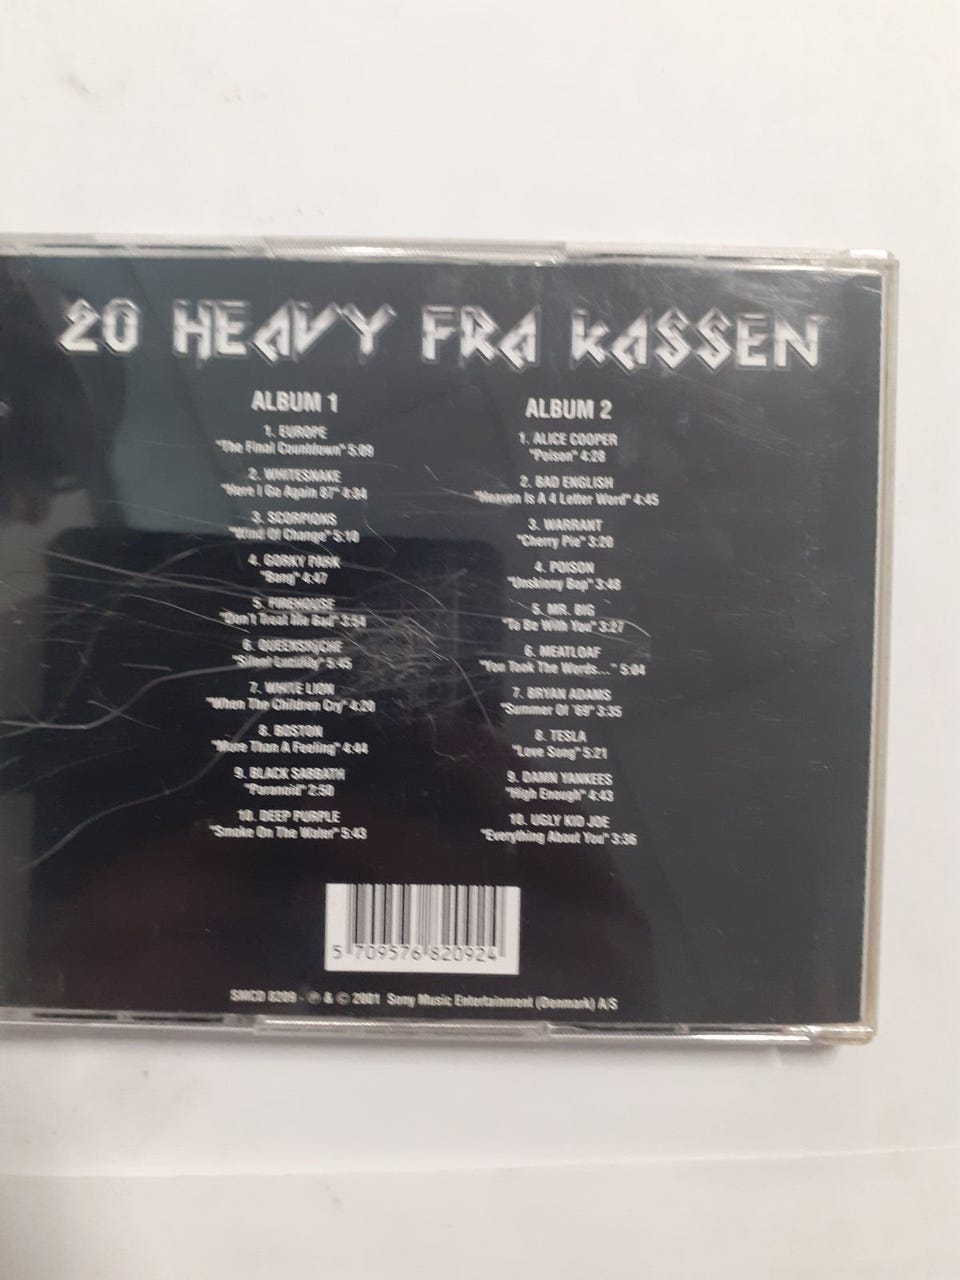 20 HEAVY FRA KASSEN
ALBUM 1
1. EUROPE
"The Final Countdown" 5:09
2. WHITESNAKE
"Here I Go Again 87" 4:34
3. SCORPIONS
"Wind Of Change" 5:10
4. GORKY PARK
"Bang" 4:47
5. FIREHOUSE
"Don't Treat Me Bad" 3:54
6. QUEENSRŸCHE
"Silent Lucidity" 5:45
7. WHITE LION
"When The Children Cry" 4:20
8. BOSTON
"More Than A Feeling" 4:44
9. BLACK SABBATH
"Paranoid" 2:50
10. DEEP PURPLE
"Smoke On The Water" 5:43
ALBUM 2
1. ALICE COOPER
"Poison" 4:28
2. BAD ENGLISH
"Heaven Is A 4 Letter Word" 4:45
3. WARRANT
"Cherry Pie" 3:20
4. POISON
"Unskinny Bop" 3:48
5. MR. BIG
"To Be With You" 3:27
6. MEATLOAF
"You Took The Words..." 5:04
7. BRYAN ADAMS
"Summer Of '69" 3:35
8. TESLA
"Love Song" 5:21
9. DAMN YANKEES
"High Enough" 4:43
10. UGLY KID JOE
"Everything About You" 3:36
5 709576 820924
SMCD 8209 - ℗ & © 2001 Sony Music Entertainment (Denmark) A/S